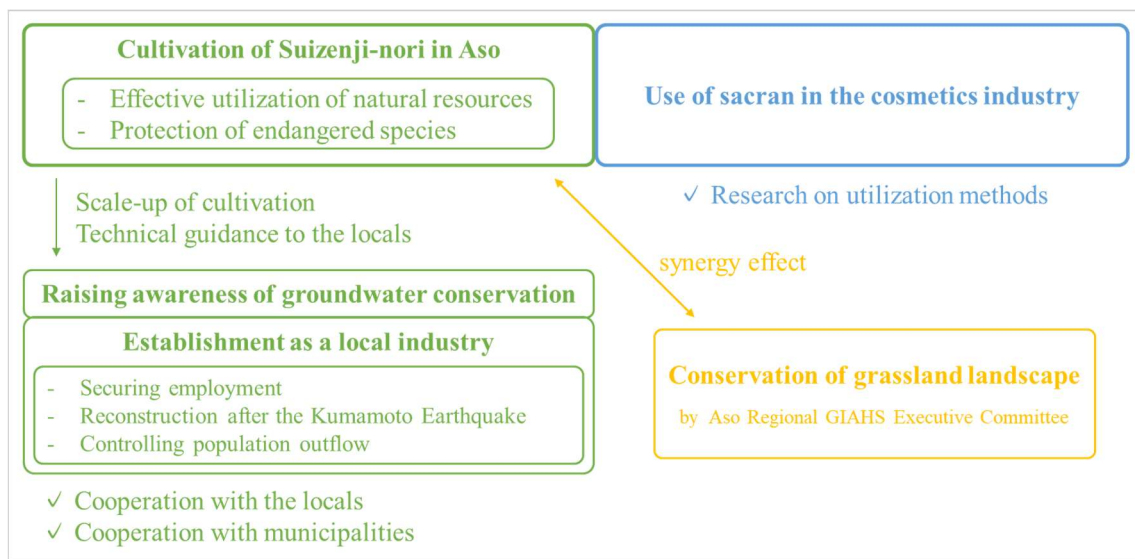 Cultivation of Suizenji-nori in Aso
- Effective utilization of natural resources
- Protection of endangered species
Use of sacran in the cosmetics industry
✓ Research on utilization methods
Scale-up of cultivation
Technical guidance to the locals
synergy effect
Raising awareness of groundwater conservation
Establishment as a local industry
- Securing employment
- Reconstruction after the Kumamoto Earthquake
- Controlling population outflow
Conservation of grassland landscape
by Aso Regional GIAHS Executive Committee
✓ Cooperation with the locals
✓ Cooperation with municipalities